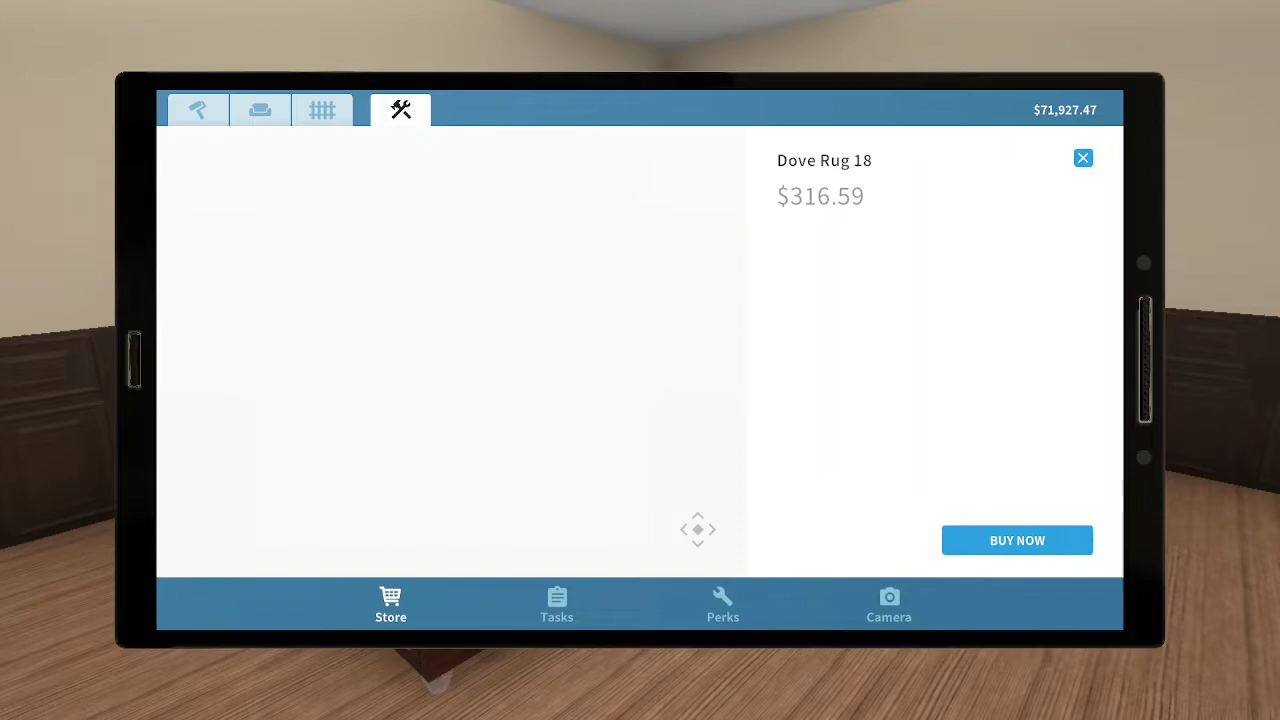 $71,927.47
Dove Rug 18
$316.59
BUY NOW
Store
Tasks
Perks
Camera